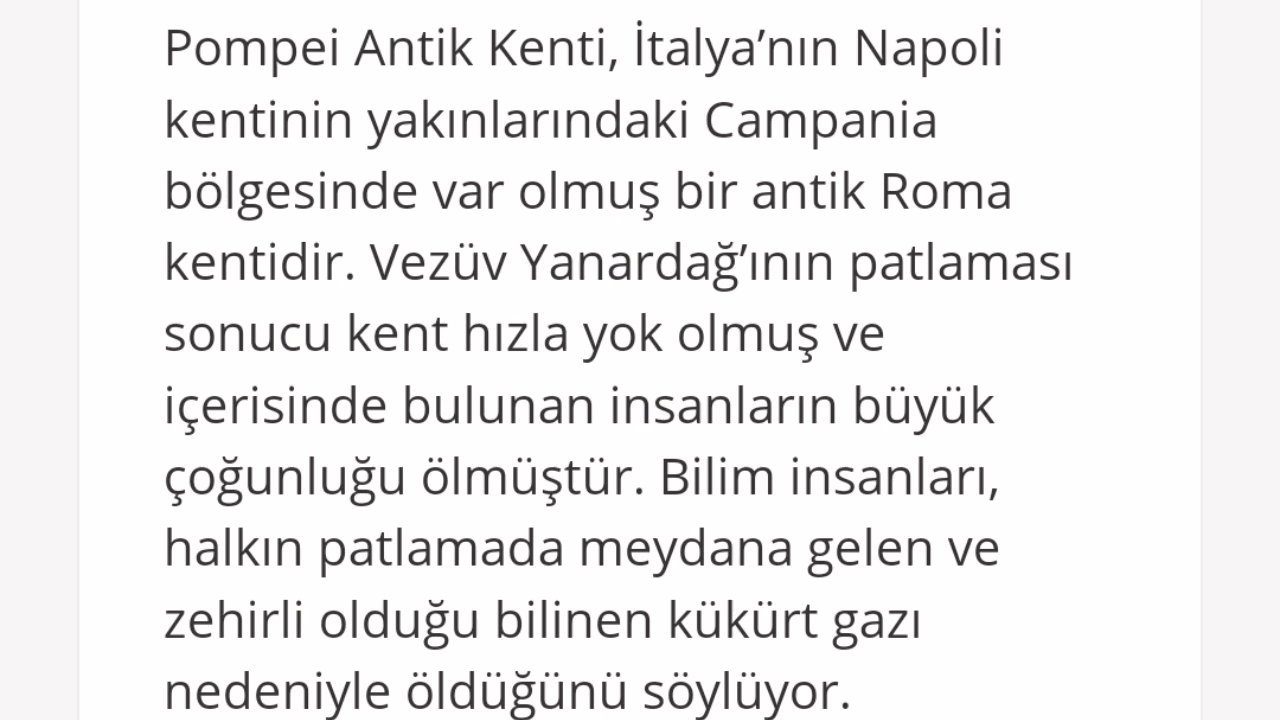 Pompei Antik Kenti, İtalya’nın Napoli
kentinin yakınlarındaki Campania
bölgesinde var olmuş bir antik Roma
kentidir. Vezüv Yanardağ’ının patlaması
sonucu kent hızla yok olmuş ve
içerisinde bulunan insanların büyük
çoğunluğu ölmüştür. Bilim insanları,
halkın patlamada meydana gelen ve
zehirli olduğu bilinen kükürt gazı
nedeniyle öldüğünü söylüyor.